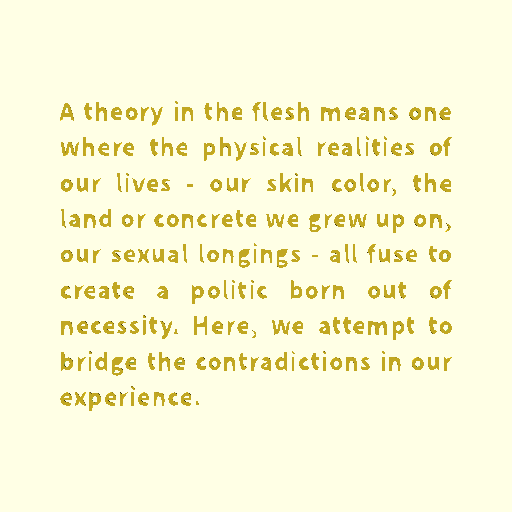 A theory in the flesh means one
where the physical realities of
our lives - our skin color, the
land or concrete we grew up on,
our sexual longings - all fuse to
create a politic born out of
necessity. Here, we attempt to
bridge the contradictions in our
experience.